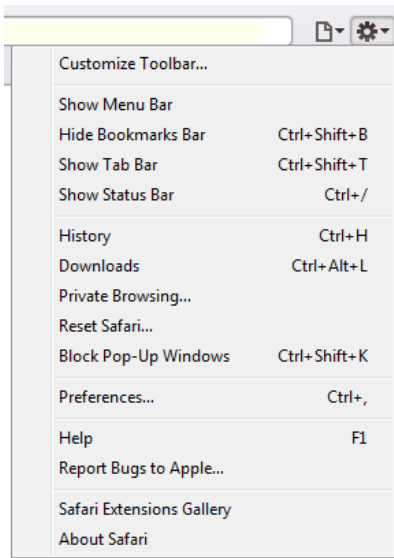 Customize Toolbar...
Show Menu Bar
Hide Bookmarks Bar Ctrl+Shift+B
Show Tab Bar Ctrl+Shift+T
Show Status Bar Ctrl+/
History Ctrl+H
Downloads Ctrl+Alt+L
Private Browsing...
Reset Safari...
Block Pop-Up Windows Ctrl+Shift+K
Preferences... Ctrl+,
Help F1
Report Bugs to Apple...
Safari Extensions Gallery
About Safari